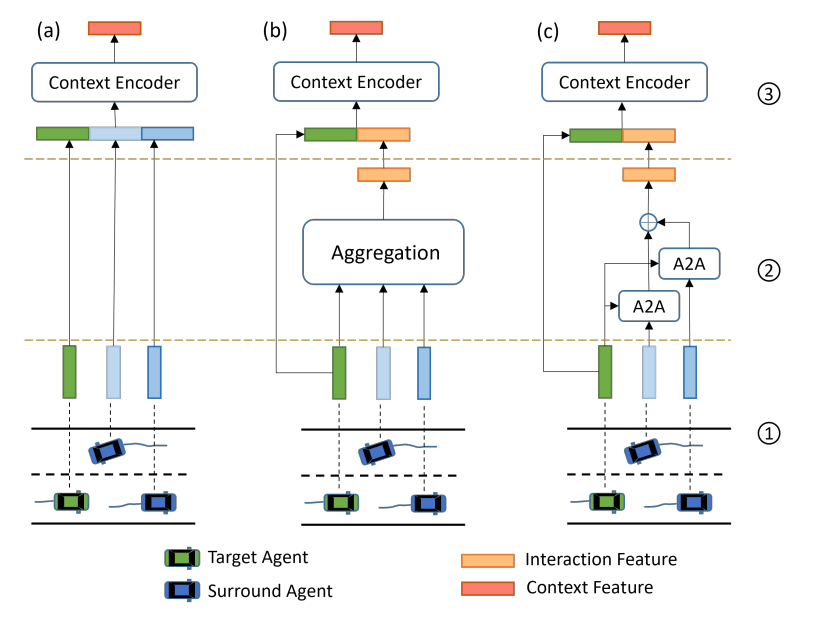 (a) (b) (c)
Context Encoder Context Encoder Context Encoder ③
Aggregation
A2A ②
A2A
①
Target Agent Interaction Feature
Surround Agent Context Feature